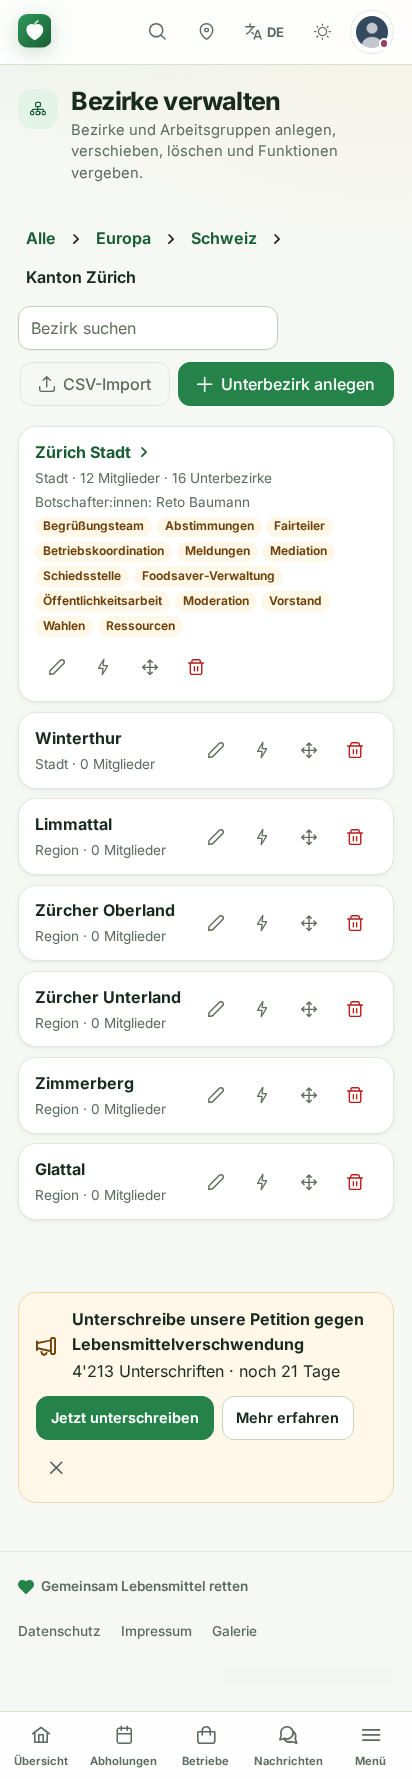 DE
Bezirke verwalten
Bezirke und Arbeitsgruppen anlegen,
verschieben, löschen und Funktionen
vergeben.
Alle > Europa > Schweiz >
Kanton Zürich
Bezirk suchen
CSV-Import
Unterbezirk anlegen
Zürich Stadt >
Stadt · 12 Mitglieder · 16 Unterbezirke
Botschafter:innen: Reto Baumann
Begrüßungsteam Abstimmungen Fairteiler
Betriebskoordination Meldungen Mediation
Schiedsstelle Foodsaver-Verwaltung
Öffentlichkeitsarbeit Moderation Vorstand
Wahlen Ressourcen
Winterthur
Stadt · 0 Mitglieder
Limmattal
Region · 0 Mitglieder
Zürcher Oberland
Region · 0 Mitglieder
Zürcher Unterland
Region · 0 Mitglieder
Zimmerberg
Region · 0 Mitglieder
Glattal
Region · 0 Mitglieder
Unterschreibe unsere Petition gegen
Lebensmittelverschwendung
4'213 Unterschriften · noch 21 Tage
Jetzt unterschreiben
Mehr erfahren
Gemeinsam Lebensmittel retten
Datenschutz Impressum Galerie
Übersicht Abholungen Betriebe Nachrichten Menü